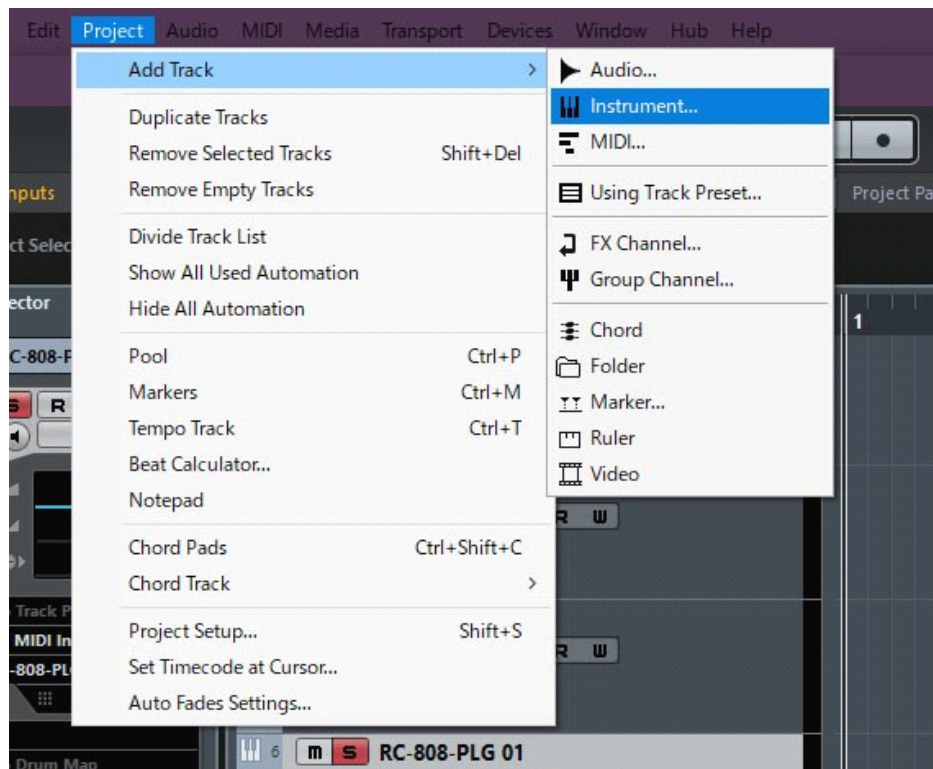 Edit Project Audio MIDI Media Transport Devices Window Hub Help
Add Track
Duplicate Tracks
Remove Selected Tracks Shift+Del
Remove Empty Tracks
Divide Track List
Show All Used Automation
Hide All Automation
Pool Ctrl+P
Markers Ctrl+M
Tempo Track Ctrl+T
Beat Calculator...
Notepad
Chord Pads Ctrl+Shift+C
Chord Track
Project Setup... Shift+S
Set Timecode at Cursor...
Auto Fades Settings...
Audio...
Instrument...
MIDI...
Using Track Preset...
FX Channel...
Group Channel...
Chord
Folder
Marker...
Ruler
Video
nputs
Project Pa
ct Selec
ector
1
C-808-P
S R
R W
Track P
MIDI In
R W
-808-PL
6 m S RC-808-PLG 01
Drum Map